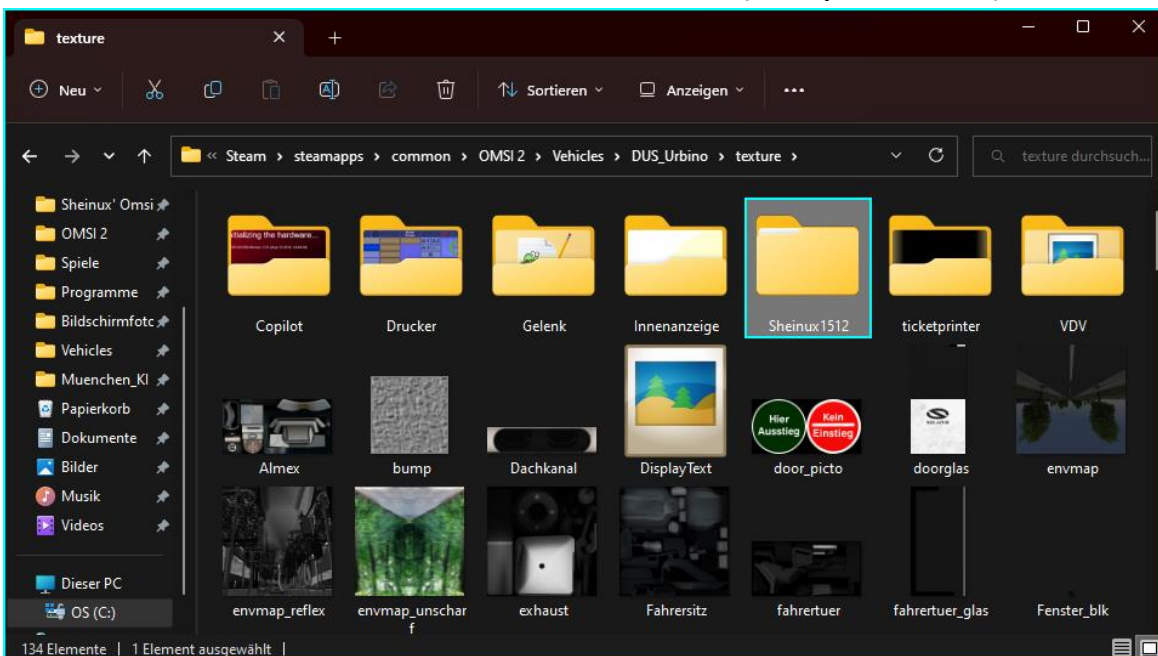 texture
Neu
Sortieren
Anzeigen
Steam > steamapps > common > OMSI 2 > Vehicles > DUS_Urbino > texture >
texture durchsuch...
Sheinux' Omsi
OMSI 2
Spiele
Programme
Bildschirmfotc
Vehicles
Muenchen_Kl
Papierkorb
Dokumente
Bilder
Musik
Videos
Dieser PC
OS (C:)
Copilot
Drucker
Gelenk
Innenanzeige
Sheinux1512
ticketprinter
VDV
Hier
Ausstieg
Kein
Einstieg
Almex
bump
Dachkanal
DisplayText
door_picto
doorglas
envmap
envmap_reflex
envmap_unschar
f
exhaust
Fahrersitz
fahrertuer
fahrertuer_glas
Fenster_blk
134 Elemente | 1 Element ausgewählt |